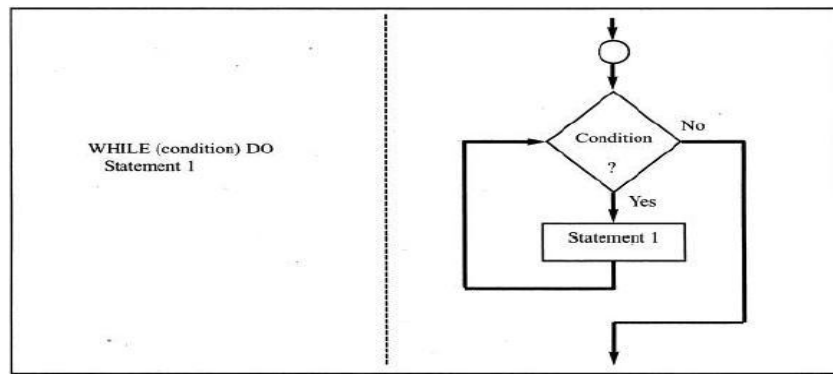 WHILE (condition) DO
Statement 1
Condition
?
No
Yes
Statement 1